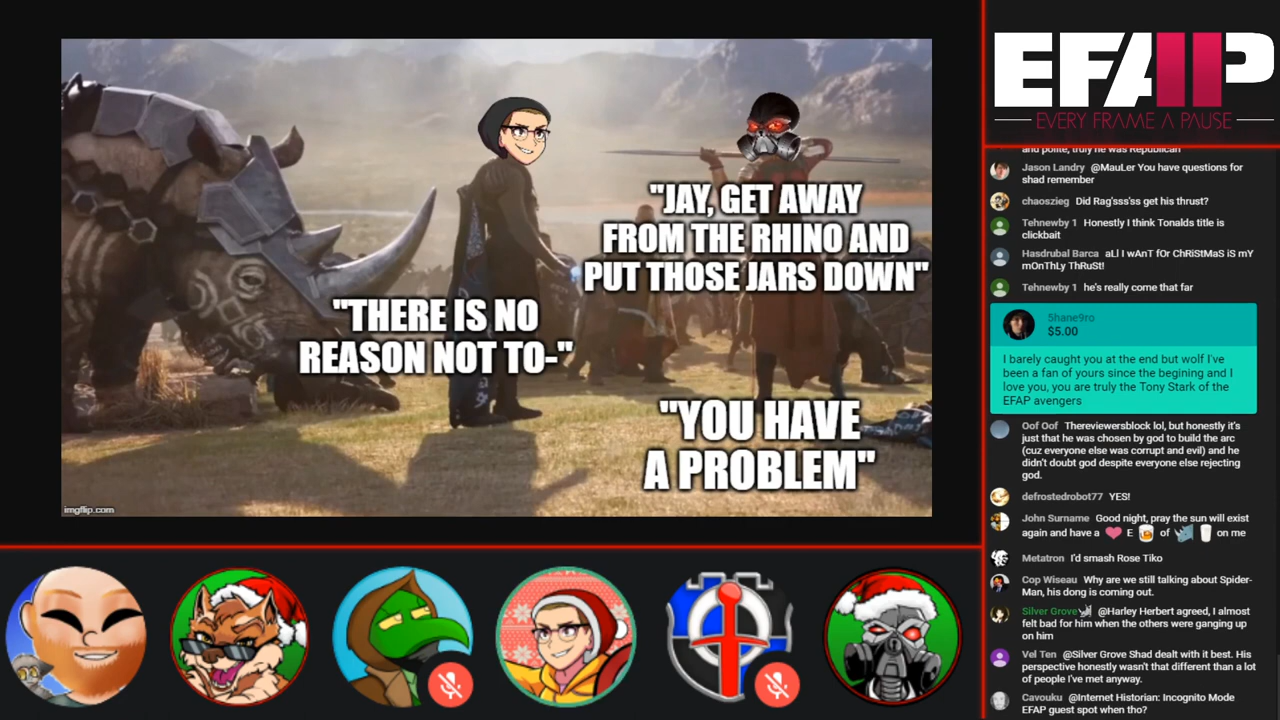 "JAY, GET AWAY
FROM THE RHINO AND
PUT THOSE JARS DOWN"
"THERE IS NO
REASON NOT TO-"
"YOU HAVE
A PROBLEM"
imgflip.com
EFAP
EVERY FRAME A PAUSE
and polite, truly he was Republican
Jason Landry @MauLer You have questions for
shad remember
chaoszieg Did Rag'sss'ss get his thrust?
Tehnewby 1 Honestly I think Tonalds title is
clickbait
Hasdrubal Barca aLl I wAnT fOr ChRiStMaS iS mY
mOnThLy ThRuSt!
Tehnewby 1 he's really come that far
5hane9ro
$5.00
I barely caught you at the end but wolf I've
been a fan of yours since the begining and I
love you, you are truly the Tony Stark of the
EFAP avengers
Oof Oof Thereviewersblock lol, but honestly it's
just that he was chosen by god to build the arc
(cuz everyone else was corrupt and evil) and he
didn't doubt god despite everyone else rejecting
god.
defrostedrobot77 YES!
John Surname Good night, pray the sun will exist
again and have a ❤ E 🍺 of 🥛 on me
Metatron I'd smash Rose Tiko
Cop Wiseau Why are we still talking about Spider-
Man, his dong is coming out.
Silver Grove @Harley Herbert agreed, I almost
felt bad for him when the others were ganging up
on him
Vel Ten @Silver Grove Shad dealt with it best. His
perspective honestly wasn't that different than a lot
of people I've met anyway.
Cavouku @Internet Historian: Incognito Mode
EFAP guest spot when tho?